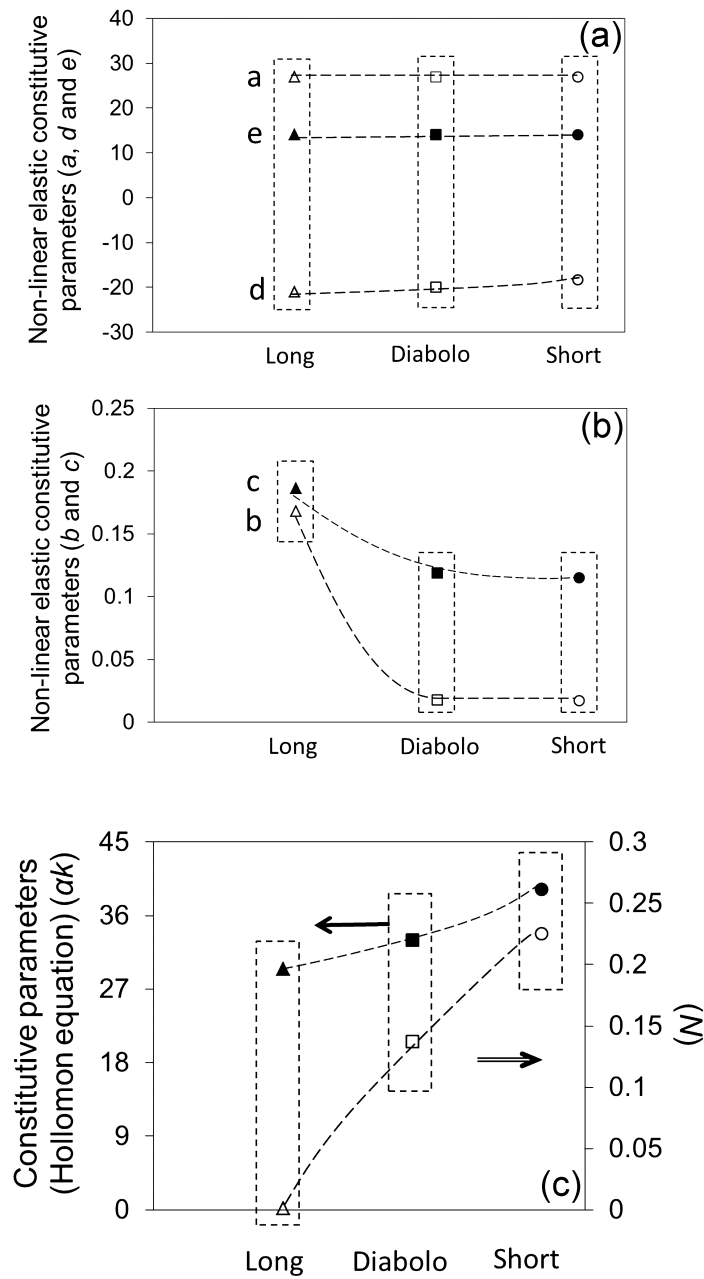 (a)
Non-linear elastic constitutive
parameters (a, d and e)
40
30
20
10
0
-10
-20
-30
a
e
d
Long
Diabolo
Short
(b)
Non-linear elastic constitutive
parameters (b and c)
0.25
0.2
0.15
0.1
0.05
0
c
b
Long
Diabolo
Short
Constitutive parameters
(Hollomon equation) (αk)
45
36
27
18
9
0
0.3
0.25
0.2
0.15
0.1
0.05
0
(N)
(c)
Long
Diabolo
Short